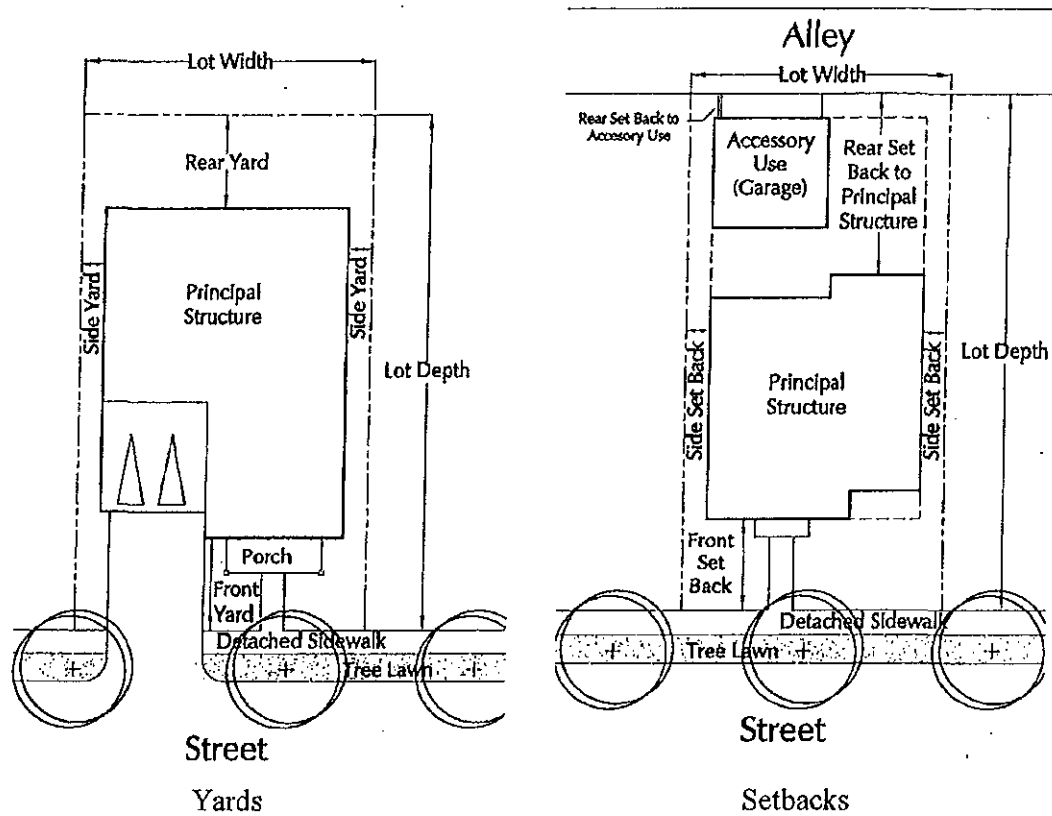 Lot Width
Rear Yard
Side Yard
Principal
Structure
Side Yard
Lot Depth
Porch
Front
Yard
Detached Sidewalk
Tree Lawn
Street
Yards
Alley
Lot Width
Rear Set Back to
Accesory Use
Accessory
Use
(Garage)
Rear Set
Back to
Principal
Structure
Side Set Back
Principal
Structure
Side Set Back
Lot Depth
Front
Set
Back
Detached Sidewalk
Tree Lawn
Street
Setbacks